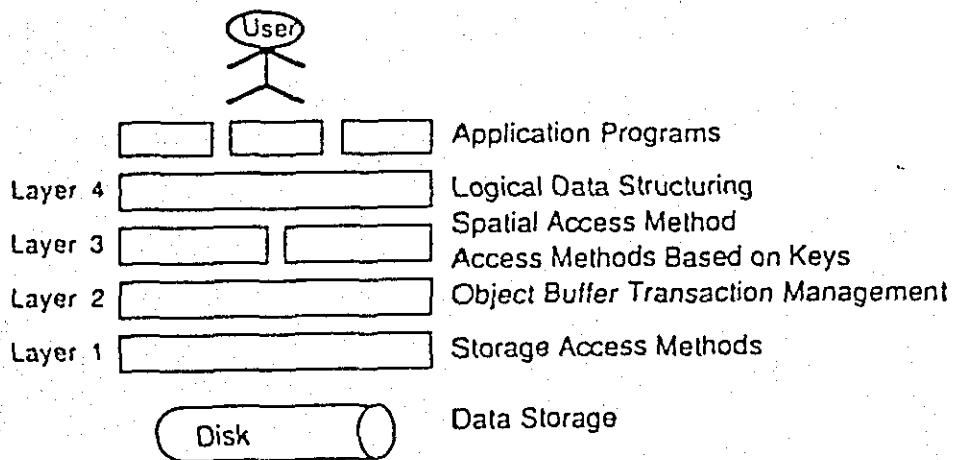 User
Application Programs
Layer 4
Logical Data Structuring
Spatial Access Method
Layer 3
Access Methods Based on Keys
Layer 2
Object Buffer Transaction Management
Layer 1
Storage Access Methods
Disk
Data Storage